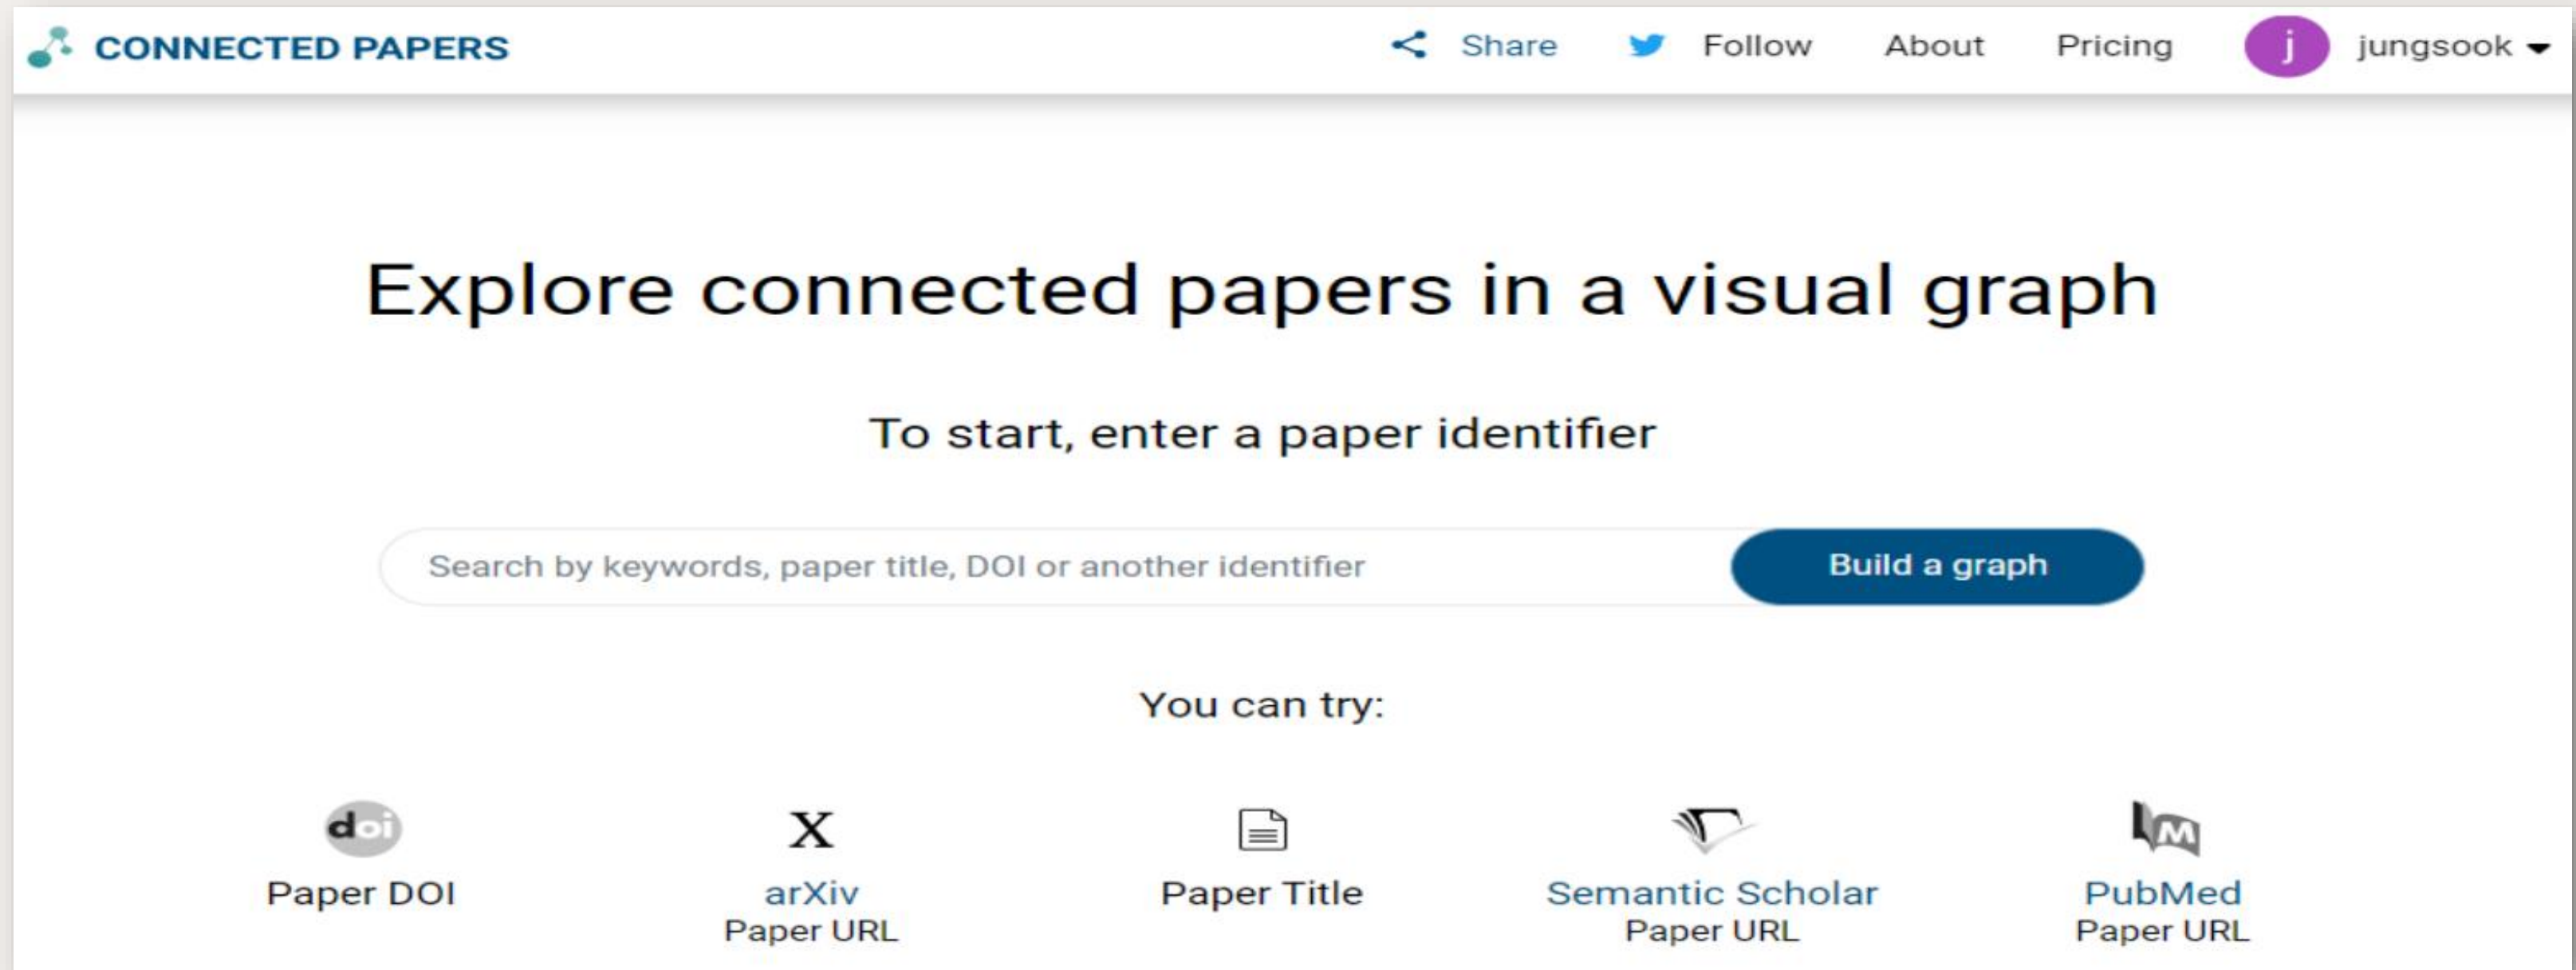 CONNECTED PAPERS Share Follow About Pricing j jungsook
Explore connected papers in a visual graph
To start, enter a paper identifier
Search by keywords, paper title, DOI or another identifier Build a graph
You can try:
doi X M
Paper DOI arXiv Paper Title Semantic Scholar PubMed
Paper URL Paper URL Paper URL